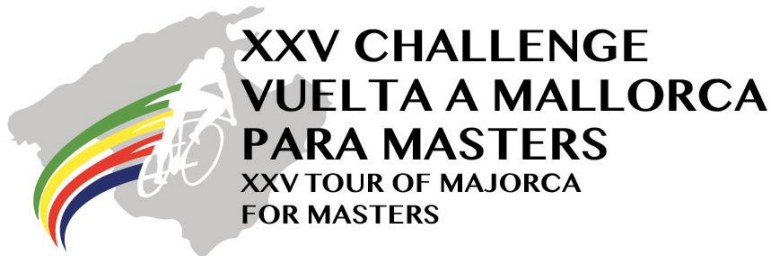 XXV CHALLENGE
VUELTA A MALLORCA
PARA MASTERS
XXV TOUR OF MAJORCA
FOR MASTERS